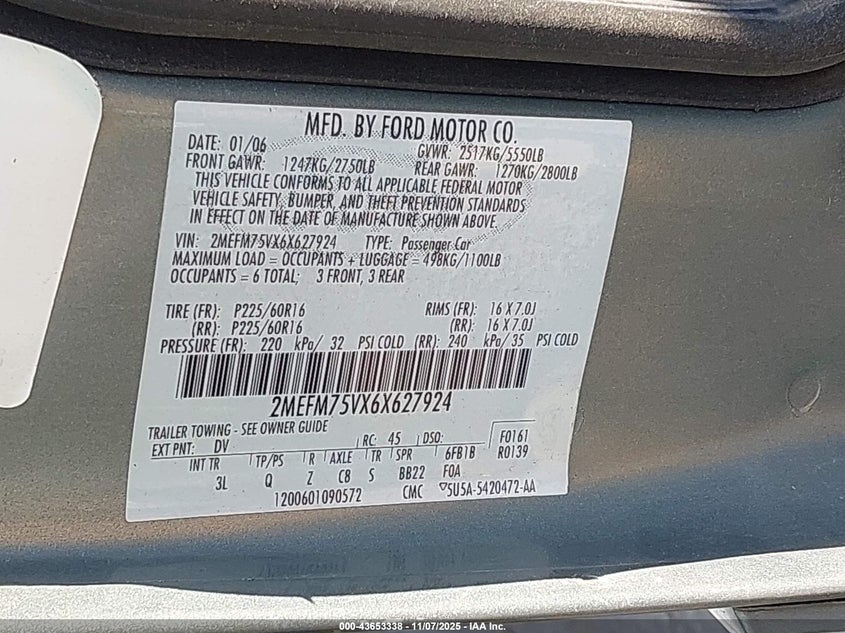 MFD. BY FORD MOTOR CO.
DATE: 01/06 GVWR: 2517KG/5550LB
FRONT GAWR: 1247KG/2750LB REAR GAWR: 1270KG/2800LB
THIS VEHICLE CONFORMS TO ALL APPLICABLE FEDERAL MOTOR
VEHICLE SAFETY, BUMPER, AND THEFT PREVENTION STANDARDS
IN EFFECT ON THE DATE OF MANUFACTURE SHOWN ABOVE.
VIN: 2MEFM75VX6X627924 TYPE: Passenger Car
MAXIMUM LOAD = OCCUPANTS + LUGGAGE = 498KG/1100LB
OCCUPANTS = 6 TOTAL; 3 FRONT, 3 REAR
TIRE (FR): P225/60R16 RIMS (FR): 16 X 7.0J
(RR): P225/60R16 (RR): 16 X 7.0J
PRESSURE (FR): 220 kPa/ 32 PSI COLD (RR): 240 kPa/ 35 PSI COLD
2MEFM75VX6X627924
TRAILER TOWING - SEE OWNER GUIDE
EXT PNT: DV RC: 45 DSO: F0161
INT TR TP/PS R AXLE TR SPR 6FB1B R0139
3L Q Z C8 S BB22 FOA
1200601090572 CMC 5U5A-5420472-AA
000-43653338 - 11/07/2025 - IAA Inc.